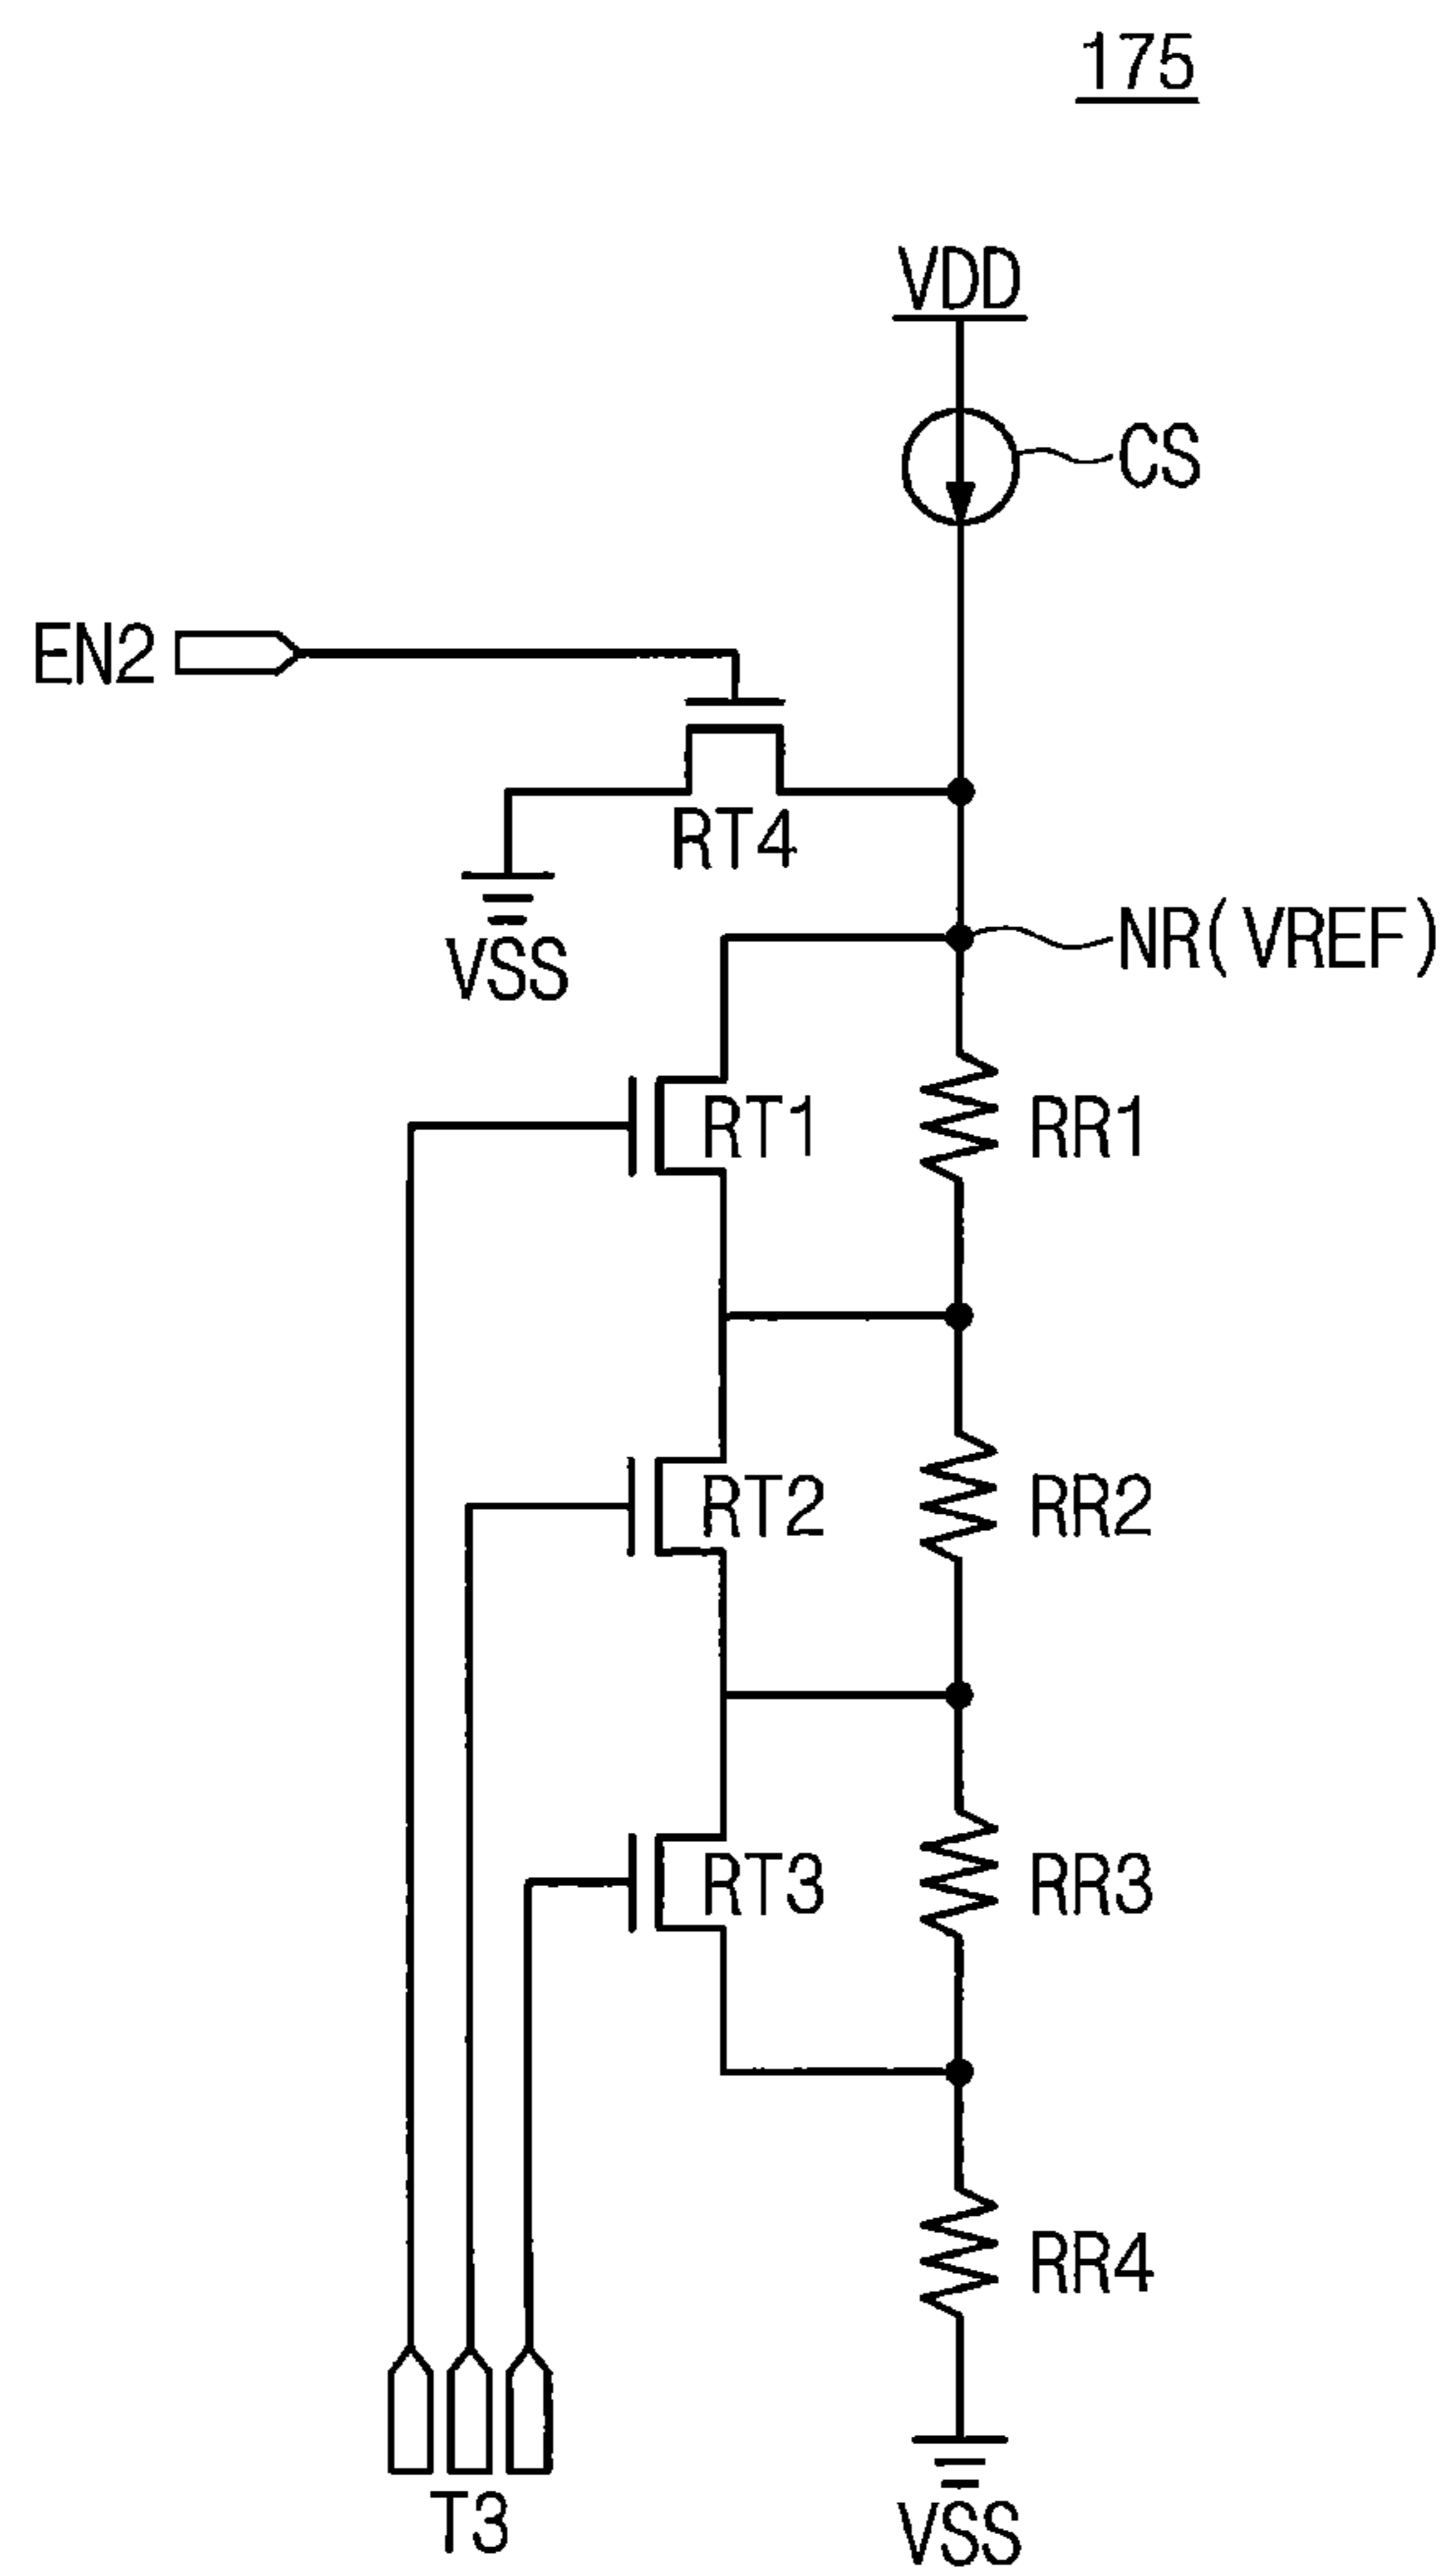 175
VDD
CS
EN2
RT4
VSS
NR(VREF)
RT1
RR1
RT2
RR2
RT3
RR3
RR4
T3
VSS